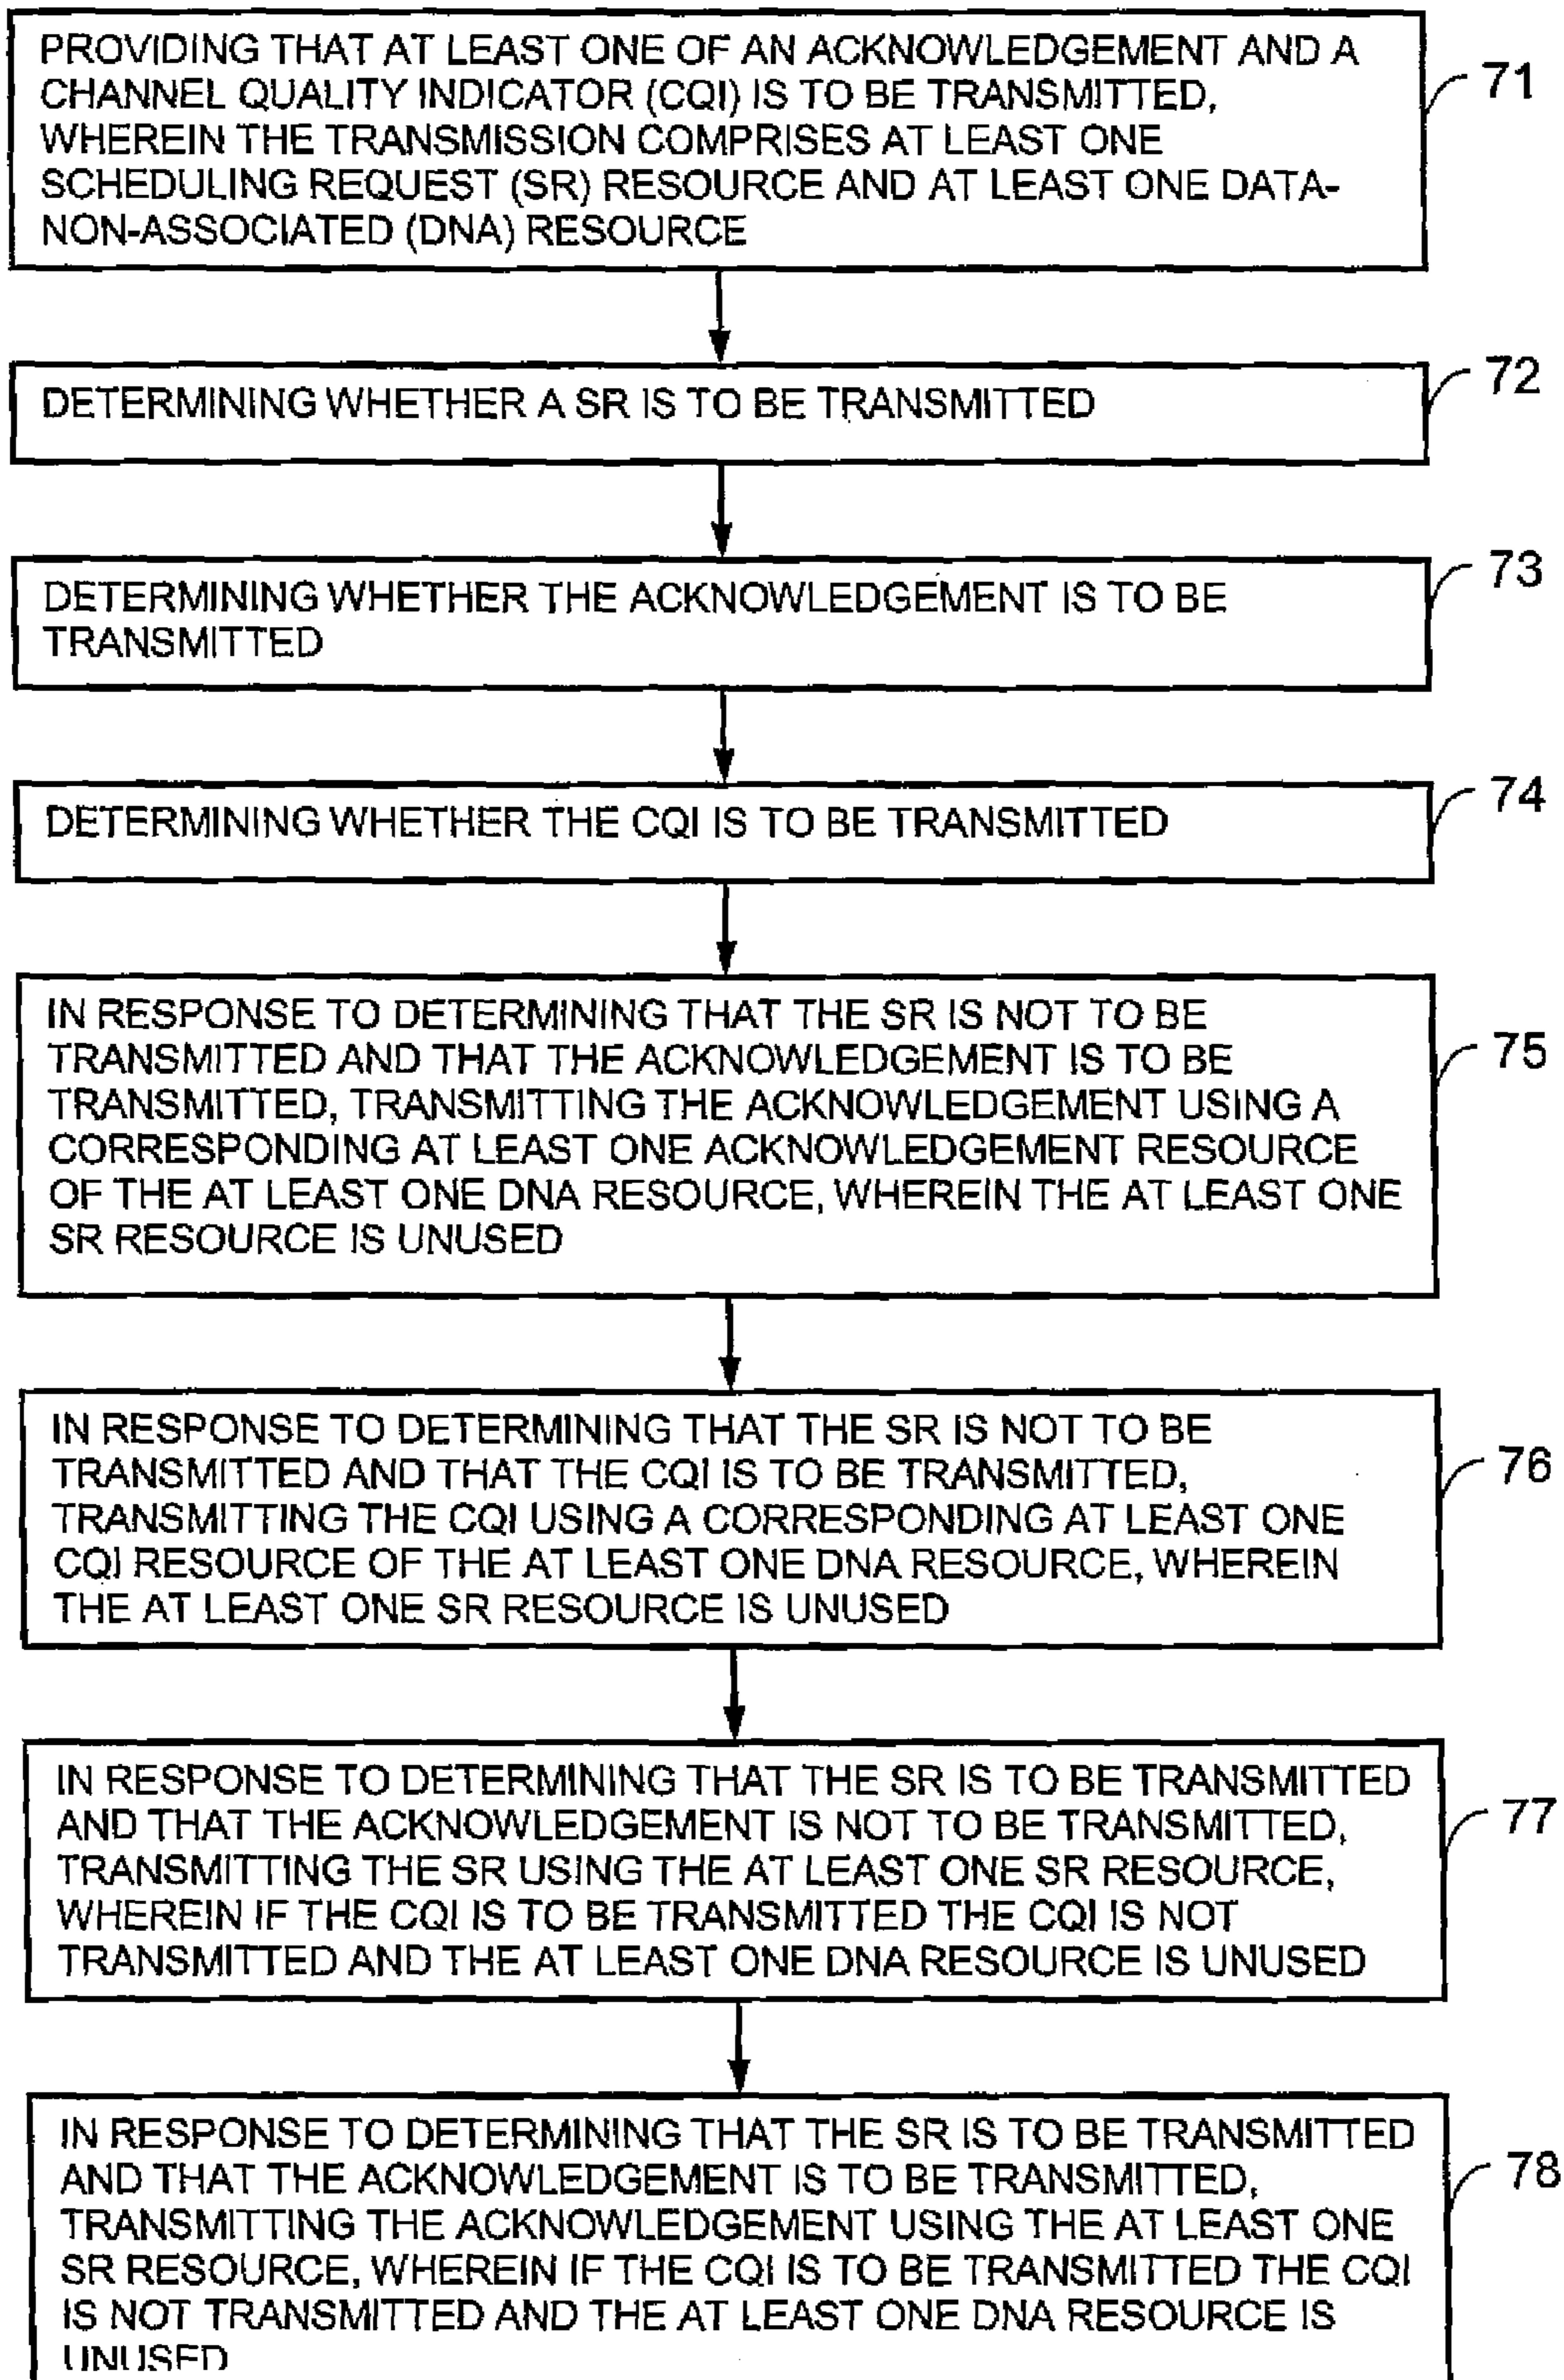 PROVIDING THAT AT LEAST ONE OF AN ACKNOWLEDGEMENT AND A
CHANNEL QUALITY INDICATOR (CQI) IS TO BE TRANSMITTED,
WHEREIN THE TRANSMISSION COMPRISES AT LEAST ONE
SCHEDULING REQUEST (SR) RESOURCE AND AT LEAST ONE DATA-
NON-ASSOCIATED (DNA) RESOURCE
71
DETERMINING WHETHER A SR IS TO BE TRANSMITTED
72
DETERMINING WHETHER THE ACKNOWLEDGEMENT IS TO BE
TRANSMITTED
73
DETERMINING WHETHER THE CQI IS TO BE TRANSMITTED
74
IN RESPONSE TO DETERMINING THAT THE SR IS NOT TO BE
TRANSMITTED AND THAT THE ACKNOWLEDGEMENT IS TO BE
TRANSMITTED, TRANSMITTING THE ACKNOWLEDGEMENT USING A
CORRESPONDING AT LEAST ONE ACKNOWLEDGEMENT RESOURCE
OF THE AT LEAST ONE DNA RESOURCE, WHEREIN THE AT LEAST ONE
SR RESOURCE IS UNUSED
75
IN RESPONSE TO DETERMINING THAT THE SR IS NOT TO BE
TRANSMITTED AND THAT THE CQI IS TO BE TRANSMITTED,
TRANSMITTING THE CQI USING A CORRESPONDING AT LEAST ONE
CQI RESOURCE OF THE AT LEAST ONE DNA RESOURCE, WHEREIN
THE AT LEAST ONE SR RESOURCE IS UNUSED
76
IN RESPONSE TO DETERMINING THAT THE SR IS TO BE TRANSMITTED
AND THAT THE ACKNOWLEDGEMENT IS NOT TO BE TRANSMITTED,
TRANSMITTING THE SR USING THE AT LEAST ONE SR RESOURCE,
WHEREIN IF THE CQI IS TO BE TRANSMITTED THE CQI IS NOT
TRANSMITTED AND THE AT LEAST ONE DNA RESOURCE IS UNUSED
77
IN RESPONSE TO DETERMINING THAT THE SR IS TO BE TRANSMITTED
AND THAT THE ACKNOWLEDGEMENT IS TO BE TRANSMITTED,
TRANSMITTING THE ACKNOWLEDGEMENT USING THE AT LEAST ONE
SR RESOURCE, WHEREIN IF THE CQI IS TO BE TRANSMITTED THE CQI
IS NOT TRANSMITTED AND THE AT LEAST ONE DNA RESOURCE IS
UNUSED
78